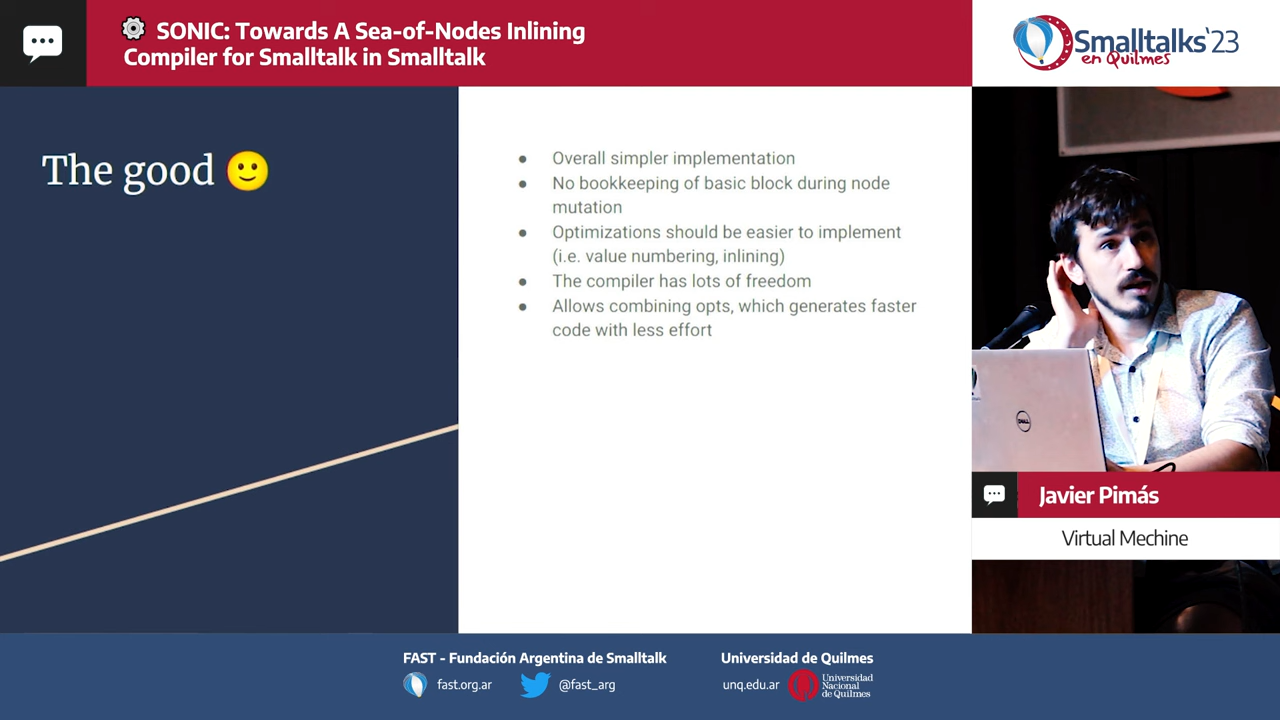 SONIC: Towards A Sea-of-Nodes Inlining
Compiler for Smalltalk in Smalltalk
Smalltalks'23
en Quilmes
The good
Overall simpler implementation
No bookkeeping of basic block during node
mutation
Optimizations should be easier to implement
(i.e. value numbering, inlining)
The compiler has lots of freedom
Allows combining opts, which generates faster
code with less effort
DELL
Javier Pimás
Virtual Mechine
FAST - Fundación Argentina de Smalltalk
fast.org.ar
@fast_arg
Universidad de Quilmes
unq.edu.ar
Universidad
Nacional
de Quilmes